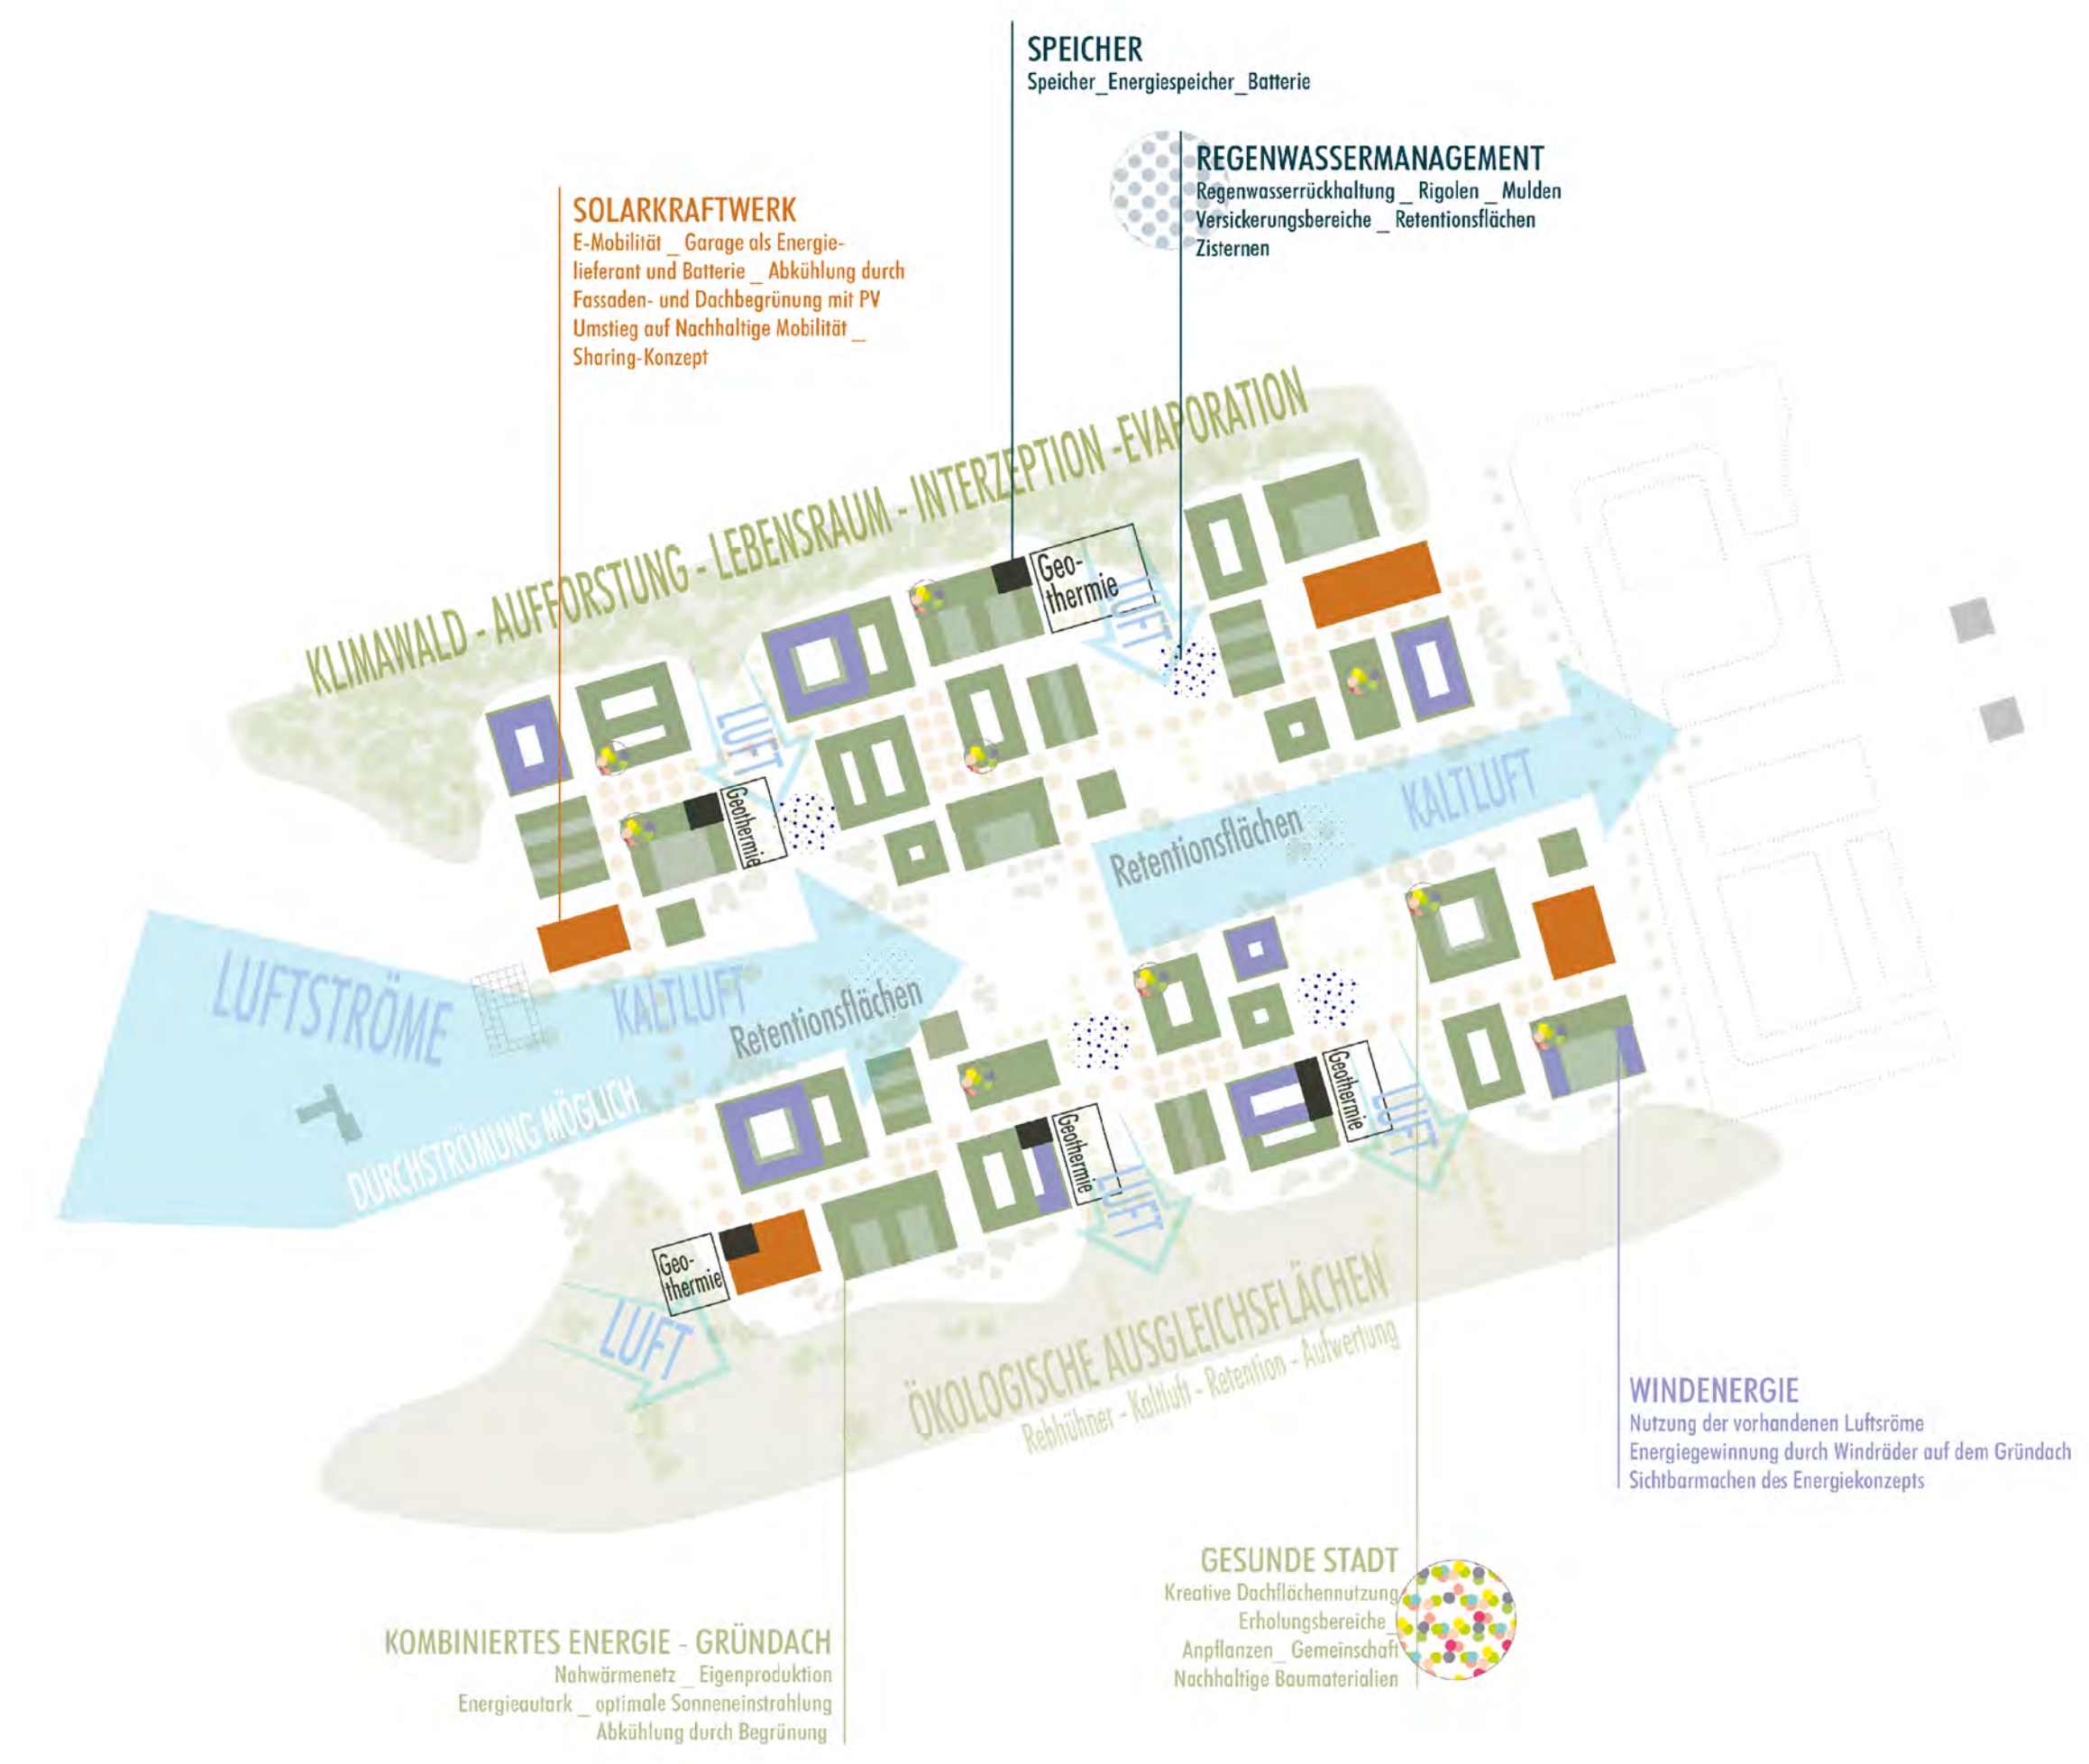 SPEICHER
Speicher_Energiespeicher_Batterie
REGENWASSERMANAGEMENT
Regenwasserrückhaltung _ Rigolen _ Mulden
Versickerungsbereiche _ Retentionsflächen
Zisternen
SOLARKRAFTWERK
E-Mobilität _ Garage als Energie-
lieferant und Batterie _ Abkühlung durch
Fassaden- und Dachbegrünung mit PV
Umstieg auf Nachhaltige Mobilität _
Sharing-Konzept
KLIMAWALD - AUFFORSTUNG - LEBENSRAUM - INTERZEPTION -EVAPORATION
Geo-
thermie
LUFT
LUFT
Geothermie
KALTLUFT
Retentionsflächen
LUFTSTRÖME
KALTLUFT
Retentionsflächen
DURCHSTRÖMUNG MÖGLICH
Geothermie
LUFT
Geothermie
LUFT
Geo-
thermie
LUFT
ÖKOLOGISCHE AUSGLEICHSFLÄCHEN
Rebhühner - Kaltluft - Retention - Aufwertung
WINDENERGIE
Nutzung der vorhandenen Luftsröme
Energiegewinnung durch Windräder auf dem Gründach
Sichtbarmachen des Energiekonzepts
GESUNDE STADT
Kreative Dachflächennutzung
Erholungsbereiche_
Anpflanzen_ Gemeinschaft
Nachhaltige Baumaterialien
KOMBINIERTES ENERGIE - GRÜNDACH
Nahwärmenetz _ Eigenproduktion
Energieautark _ optimale Sonneneinstrahlung
Abkühlung durch Begrünung